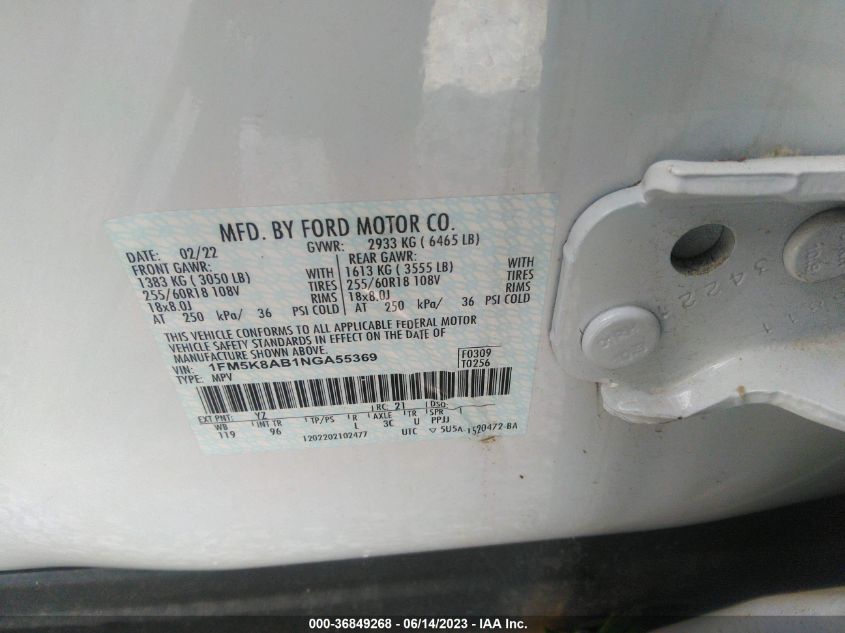 MFD. BY FORD MOTOR CO.
DATE: 02/22 GVWR: 2933 KG ( 6465 LB)
FRONT GAWR: REAR GAWR:
1383 KG ( 3050 LB) WITH 1613 KG ( 3555 LB) WITH
255/60R18 108V TIRES 255/60R18 108V TIRES
18x8.0J RIMS 18x8.0J RIMS
AT 250 kPa/ 36 PSI COLD AT 250 kPa/ 36 PSI COLD
THIS VEHICLE CONFORMS TO ALL APPLICABLE FEDERAL MOTOR
VEHICLE SAFETY STANDARDS IN EFFECT ON THE DATE OF
MANUFACTURE SHOWN ABOVE.
VIN: 1FM5K8AB1NGA55369 F0309
TYPE: MPV T0256
EXT PNT: YZ RC: 21 DSO:
WB INT TR TP/PS R AXLE TR SPR
119 96 L 3C U PPJJ
1202202102477 UTC 5U5A-1520472-BA
000-36849268 - 06/14/2023 - IAA Inc.